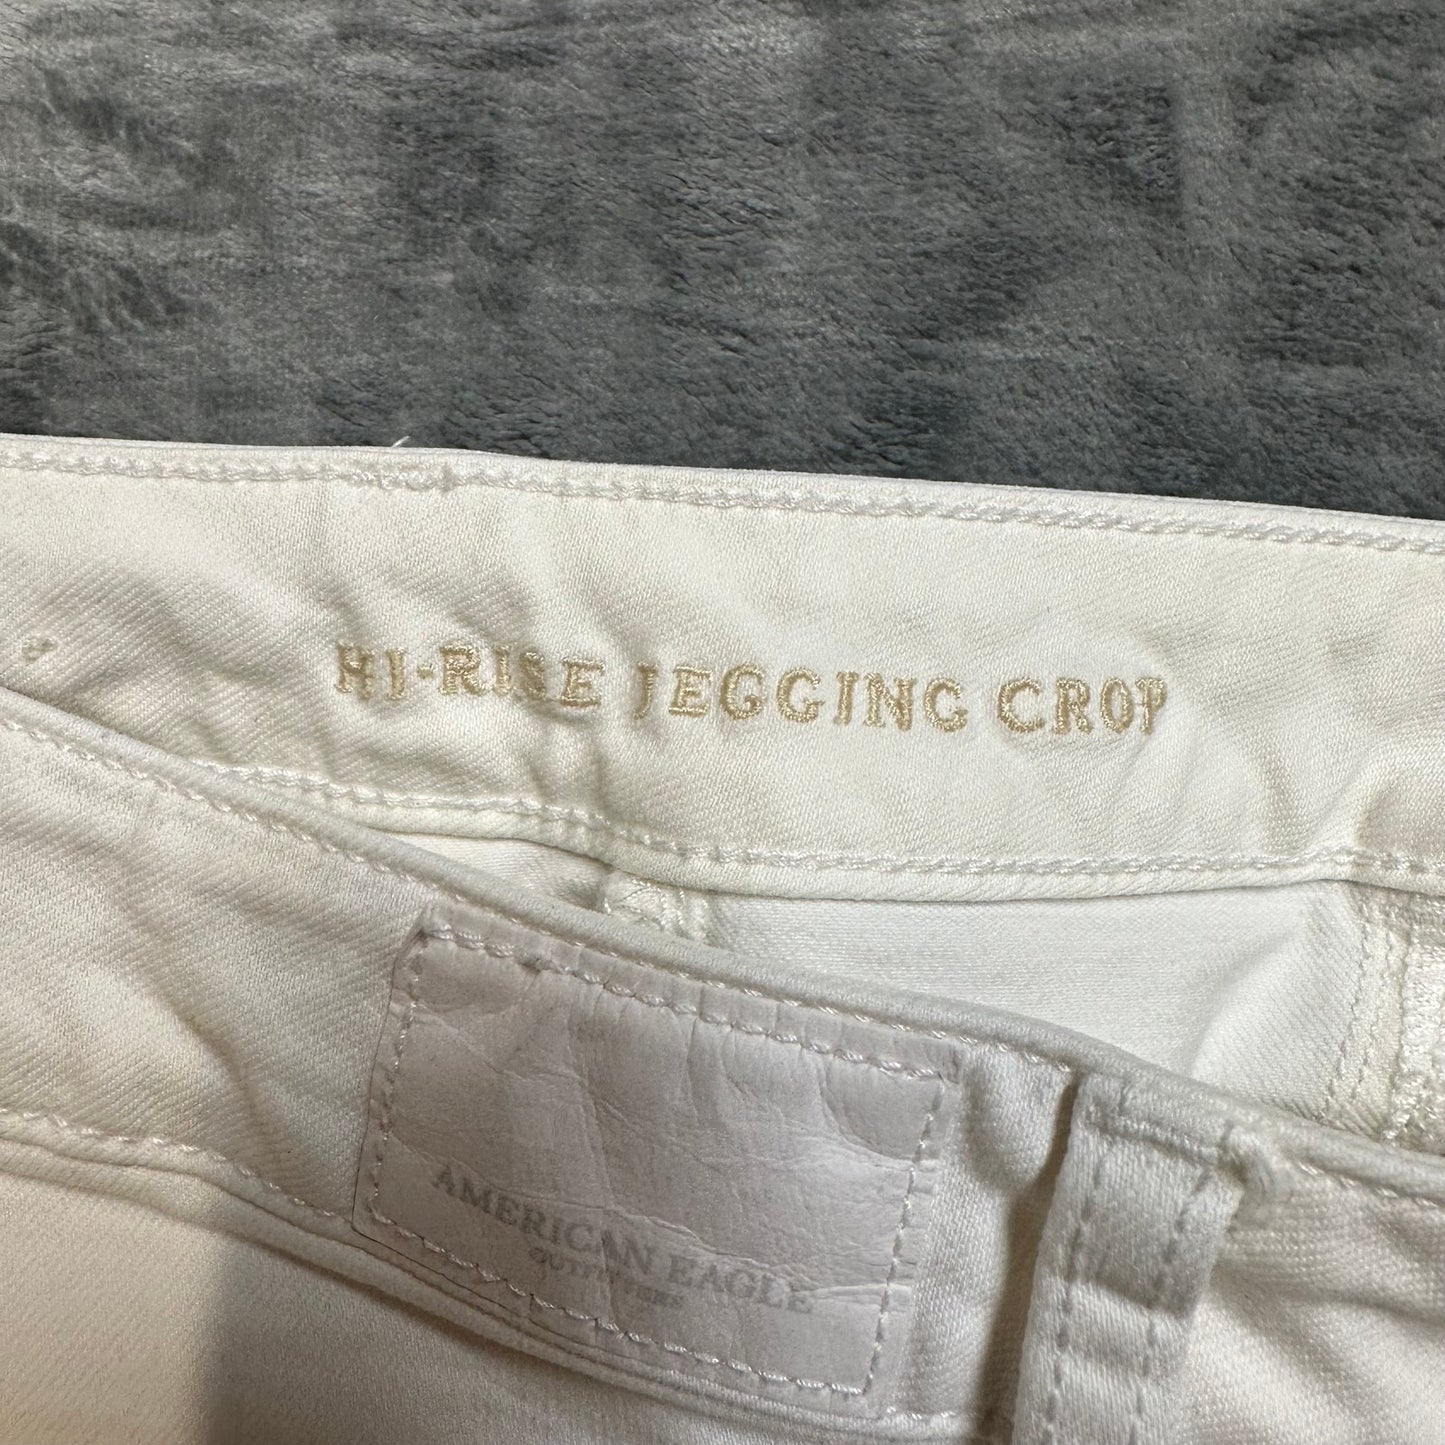 HI-RISE JEGGING CROP
AMERICAN EAGLE
OUTFITTERS